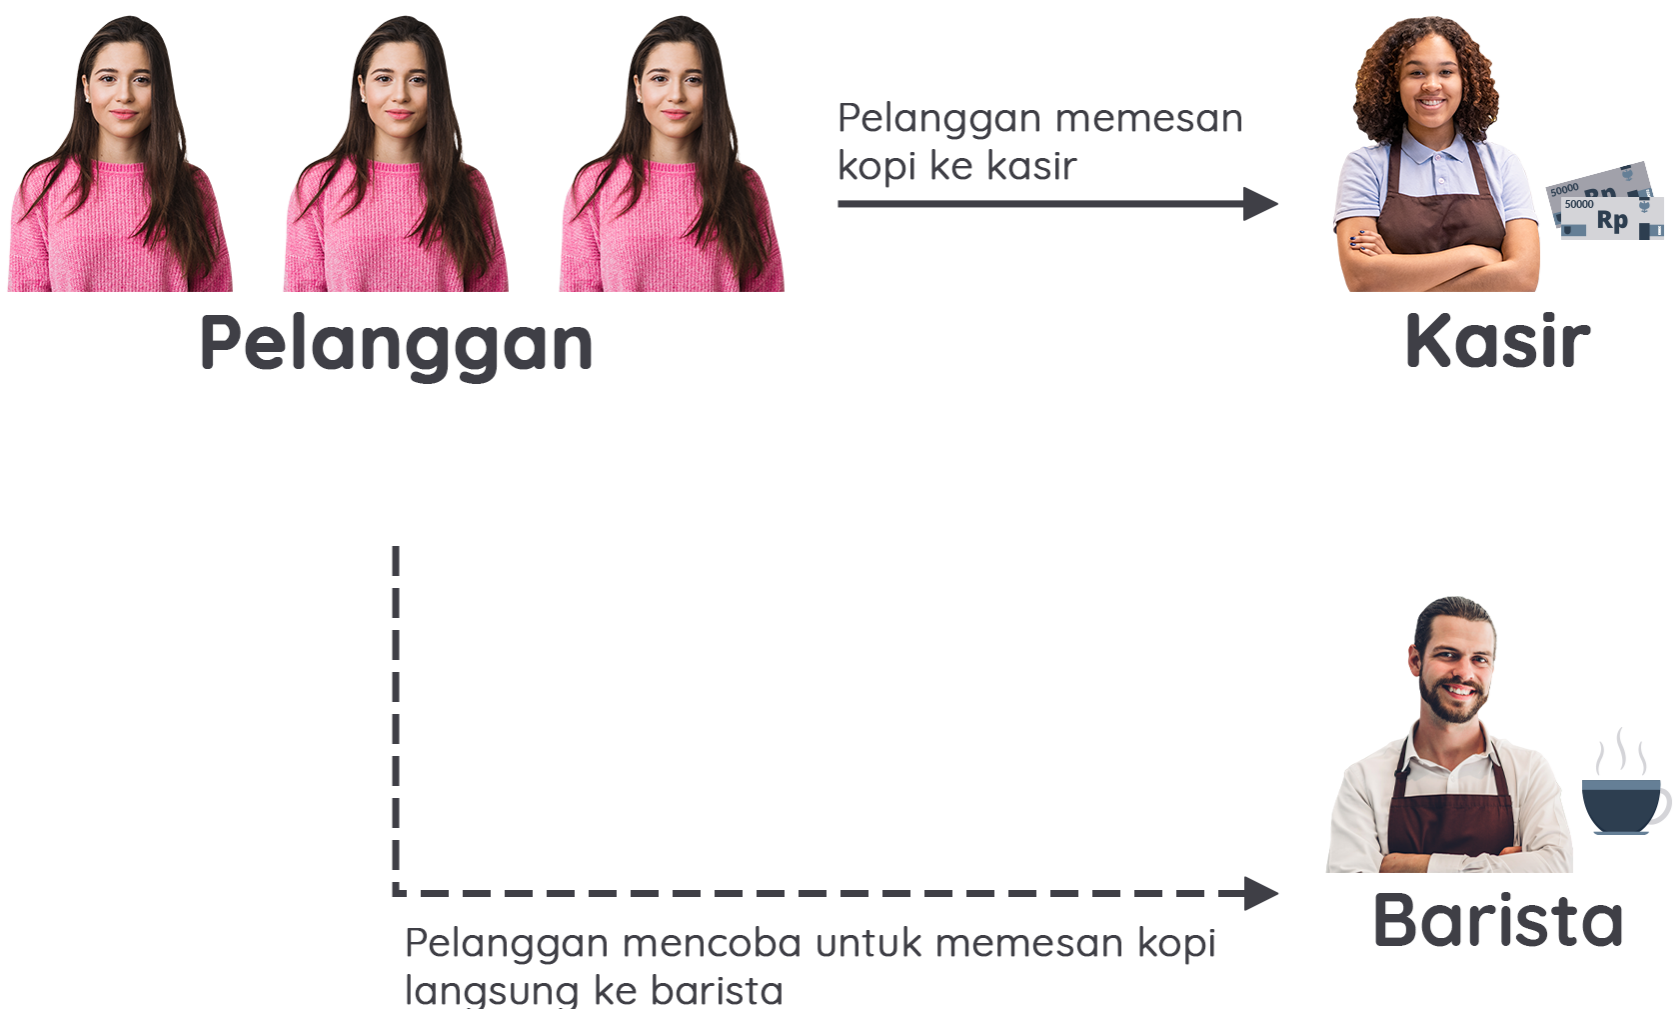 Pelanggan memesan
kopi ke kasir
50000
Rp
50000
Rp
Pelanggan
Kasir
Pelanggan mencoba untuk memesan kopi
langsung ke barista
Barista